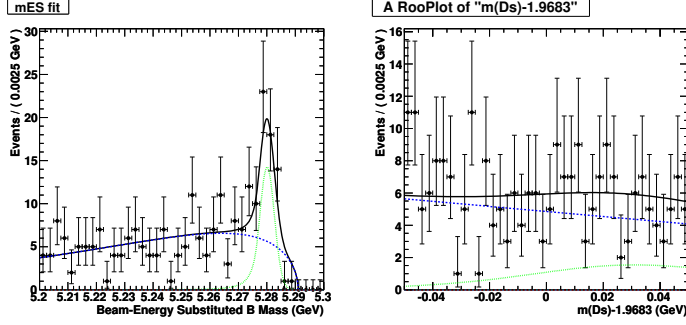 mES fit
Events / ( 0.0025 GeV )
30
25
20
15
10
5
0
5.2 5.21 5.22 5.23 5.24 5.25 5.26 5.27 5.28 5.29 5.3
Beam-Energy Substituted B Mass (GeV)
A RooPlot of "m(Ds)-1.9683"
Events / ( 0.0025 GeV )
16
14
12
10
8
6
4
2
0
-0.04 -0.02 0 0.02 0.04
m(Ds)-1.9683 (GeV)